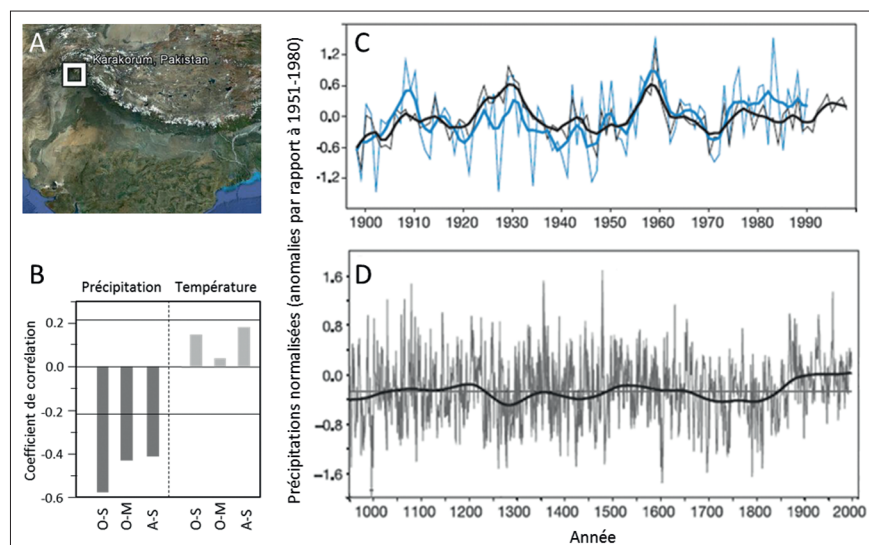 A
Karakorum, Pakistan
B
Précipitation Température
Coefficient de corrélation
0.2
0.0
-0.2
-0.4
-0.6
O-S O-M A-S O-S O-M A-S
Précipitations normalisées (anomalies par rapport à 1951-1980)
C
1.2
0.6
0.0
-0.6
-1.2
1900 1910 1920 1930 1940 1950 1960 1970 1980 1990
D
1.6
0.8
0.0
-0.8
-1.6
1000 1100 1200 1300 1400 1500 1600 1700 1800 1900 2000
Année